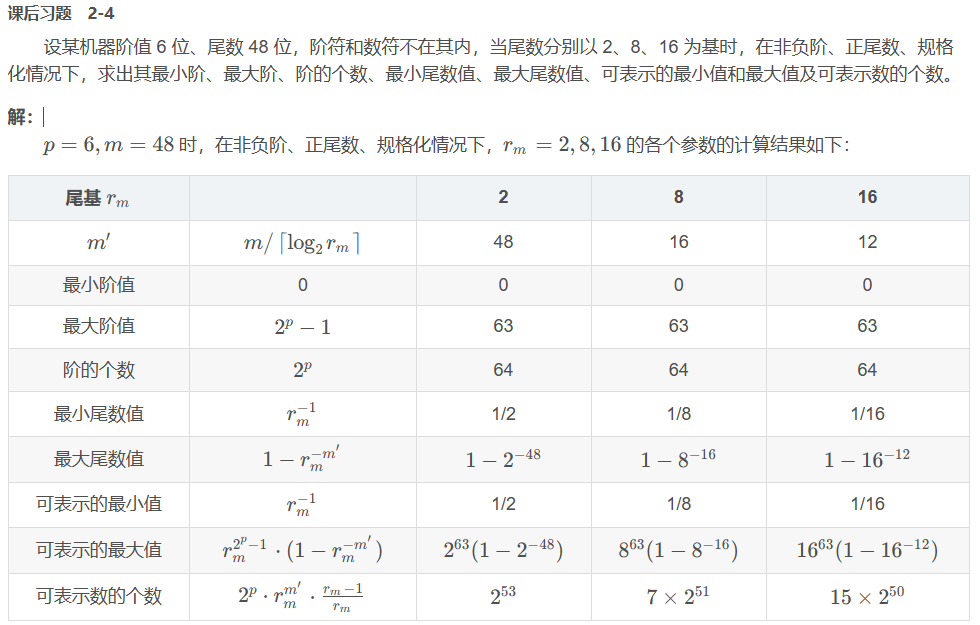 课后习题 2-4
设某机器阶值 6 位、尾数 48 位，阶符和数符不在其内，当尾数分别以 2、8、16 为基时，在非负阶、正尾数、规格
化情况下，求出其最小阶、最大阶、阶的个数、最小尾数值、最大尾数值、可表示的最小值和最大值及可表示数的个数。
解：
p = 6, m = 48 时，在非负阶、正尾数、规格化情况下，r_m = 2, 8, 16 的各个参数的计算结果如下：
尾基 r_m 2 8 16
m′ m/⌈log_2 r_m⌉ 48 16 12
最小阶值 0 0 0 0
最大阶值 2^p − 1 63 63 63
阶的个数 2^p 64 64 64
最小尾数值 r_m^{−1} 1/2 1/8 1/16
最大尾数值 1 − r_m^{−m′} 1 − 2^{−48} 1 − 8^{−16} 1 − 16^{−12}
可表示的最小值 r_m^{−1} 1/2 1/8 1/16
可表示的最大值 r_m^{2^p−1} · (1 − r_m^{−m′}) 2^{63}(1 − 2^{−48}) 8^{63}(1 − 8^{−16}) 16^{63}(1 − 16^{−12})
可表示数的个数 2^p · r_m^{m′} · \frac{r_m−1}{r_m} 2^{53} 7 × 2^{51} 15 × 2^{50}